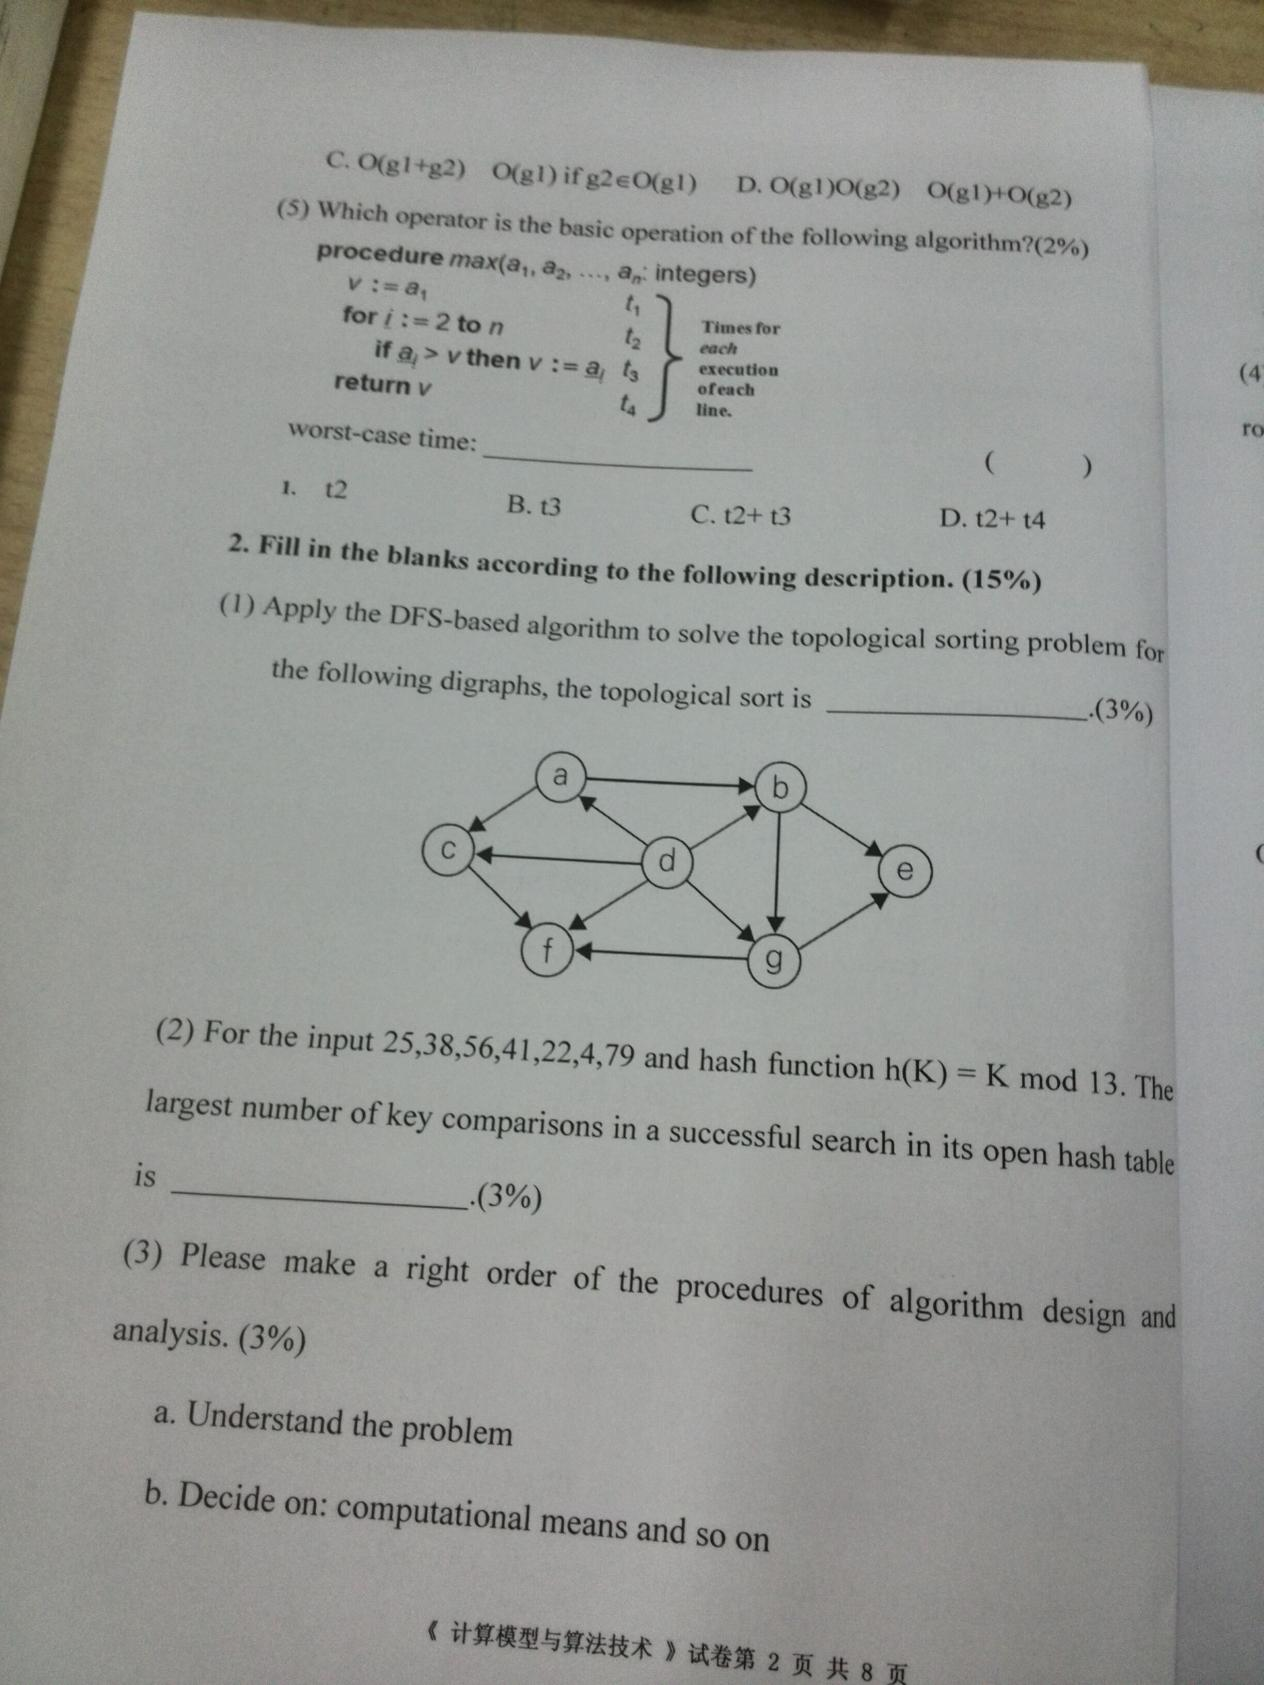 C. O(g1+g2) O(g1) if g2∈O(g1) D. O(g1)O(g2) O(g1)+O(g2)
(5) Which operator is the basic operation of the following algorithm?(2%)
procedure max(a₁, a₂, …, aₙ: integers)
v := a₁ t₁
for i := 2 to n t₂
if aᵢ > v then v := aᵢ t₃
return v t₄
Times for
each
execution
of each
line.
worst-case time: ____________ ( )
1. t2 B. t3 C. t2+ t3 D. t2+ t4
2. Fill in the blanks according to the following description. (15%)
(1) Apply the DFS-based algorithm to solve the topological sorting problem for
the following digraphs, the topological sort is ____________.(3%)
a b
c d e
f g
(2) For the input 25,38,56,41,22,4,79 and hash function h(K) = K mod 13. The
largest number of key comparisons in a successful search in its open hash table
is ____________.(3%)
(3) Please make a right order of the procedures of algorithm design and
analysis. (3%)
a. Understand the problem
b. Decide on: computational means and so on
《 计算模型与算法技术 》试卷第 2 页 共 8 页
(4
ro
(